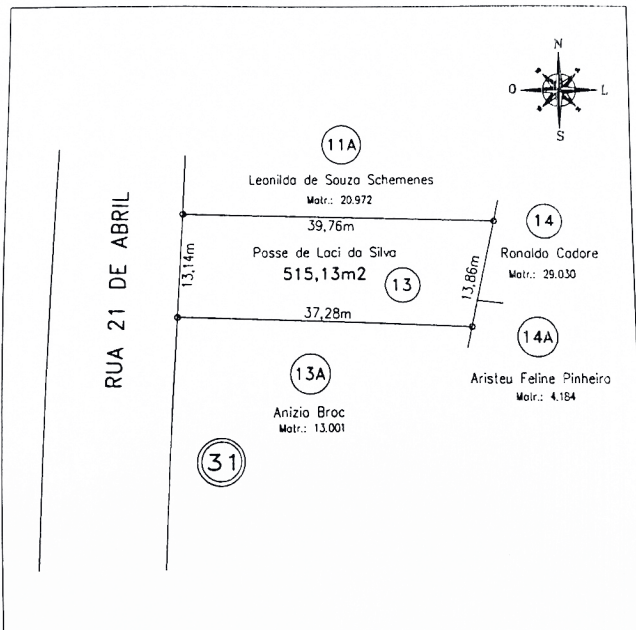 N
O
L
S
11A
Leonilda de Souza Schemenes
Matr.: 20.972
39,76m
14
Ronaldo Cadore
Matr.: 29.030
Posse de Laci da Silva
515,13m2
13
13,14m
13,86m
37,28m
RUA 21 DE ABRIL
14A
Aristeu Feline Pinheiro
Matr.: 4.184
13A
Anizio Broc
Matr.: 13.001
31